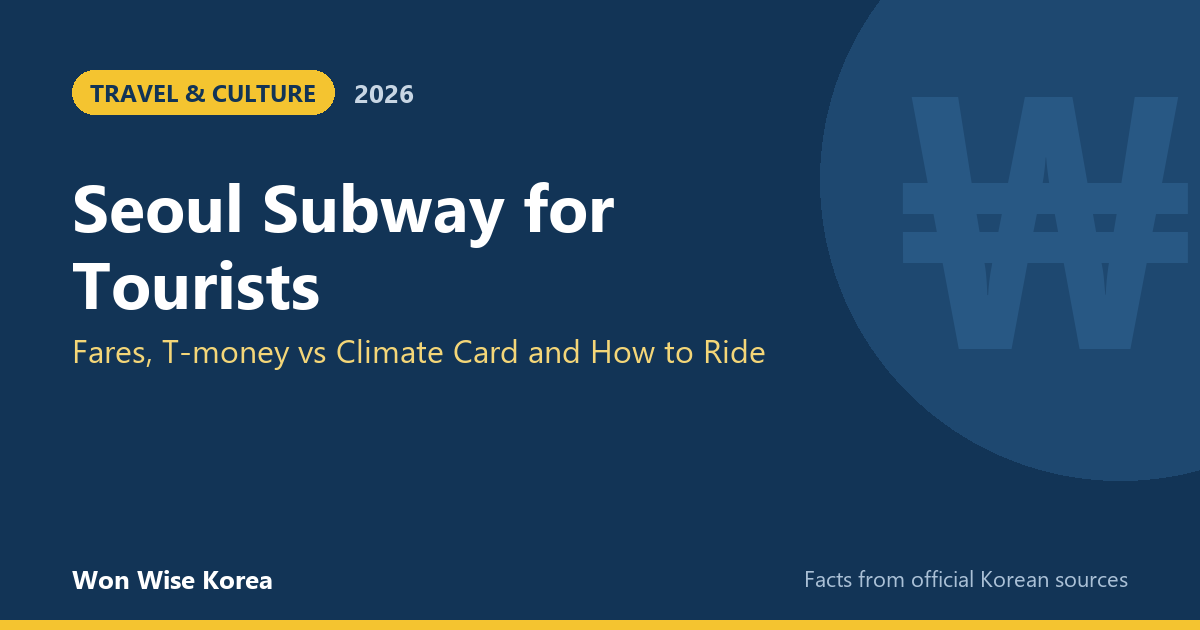 TRAVEL & CULTURE 2026
Seoul Subway for
Tourists
Fares, T-money vs Climate Card and How to Ride
₩
Won Wise Korea
Facts from official Korean sources